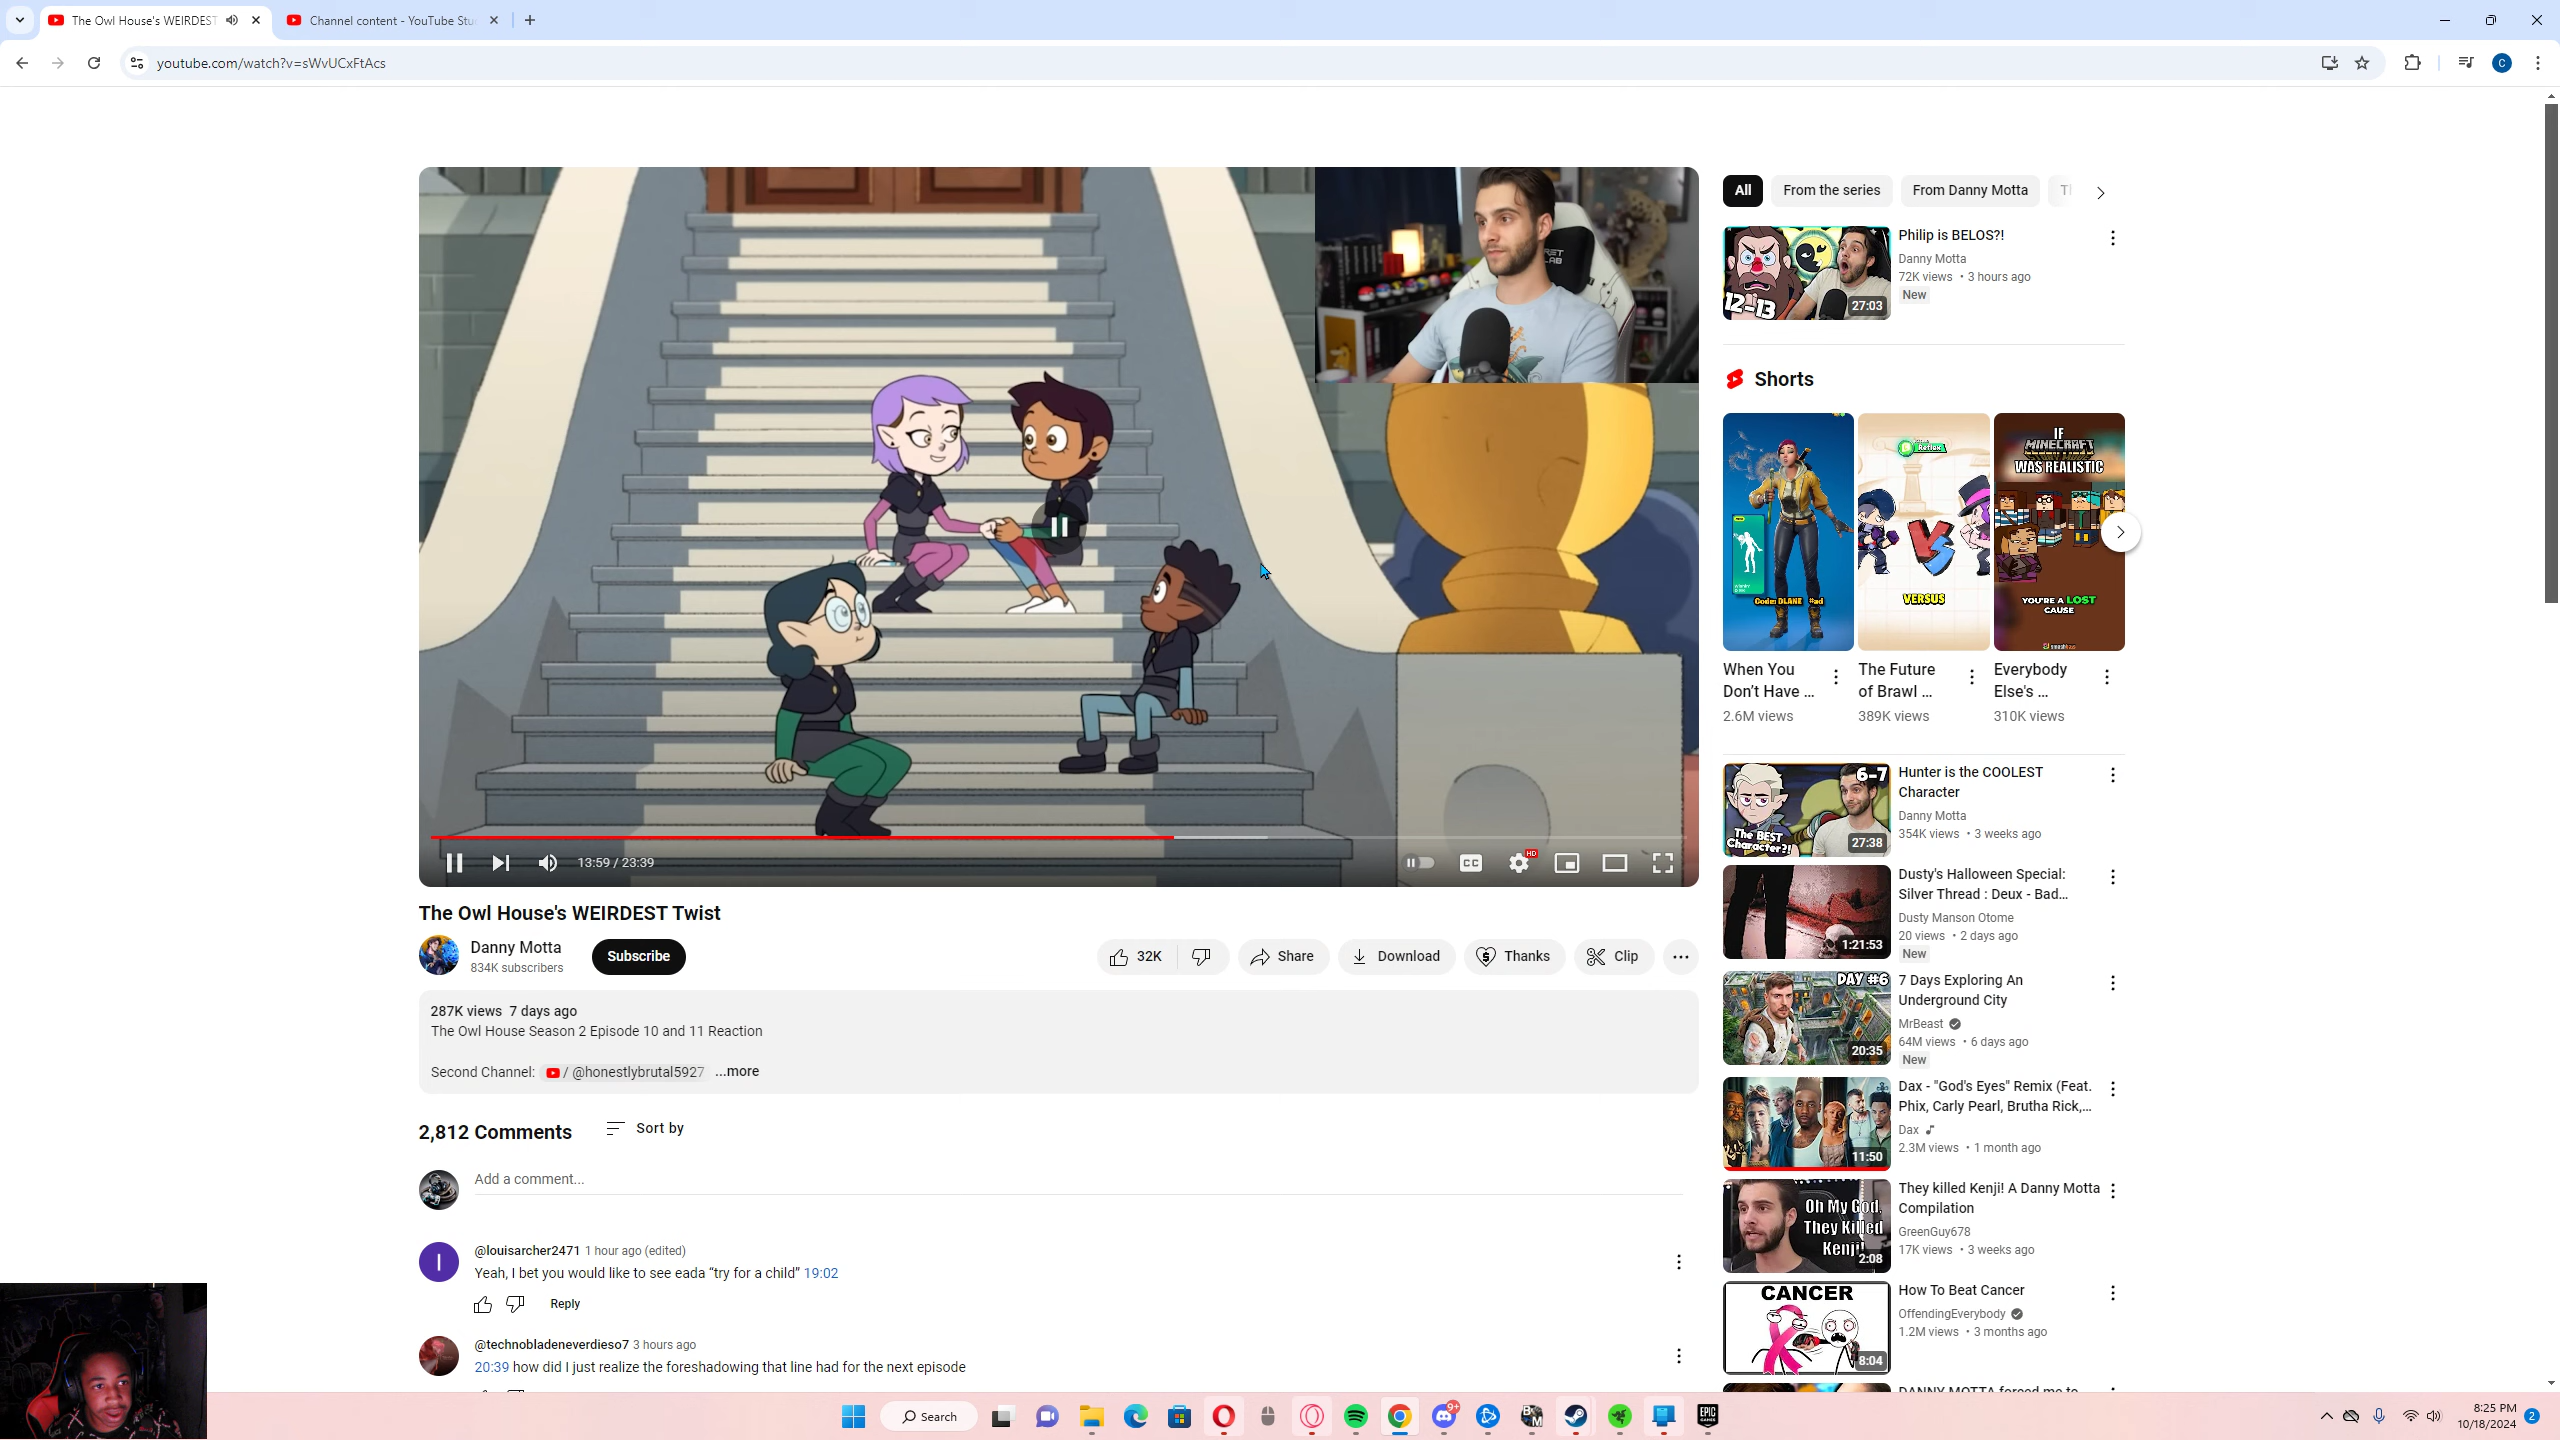 The Owl House's WEIRDEST
Channel content - YouTube Stu
youtube.com/watch?v=sWvUCxFtAcs
C
13:59 / 23:39
CC
HD
The Owl House's WEIRDEST Twist
Danny Motta
834K subscribers
Subscribe
32K
Share
Download
Thanks
Clip
287K views 7 days ago
The Owl House Season 2 Episode 10 and 11 Reaction
Second Channel: / @honestlybrutal5927 ...more
2,812 Comments
Sort by
Add a comment...
@louisarcher2471 1 hour ago (edited)
Yeah, I bet you would like to see eada “try for a child” 19:02
Reply
@technobladeneverdieso7 3 hours ago
20:39 how did I just realize the foreshadowing that line had for the next episode
All
From the series
From Danny Motta
12-13
27:03
Philip is BELOS?!
Danny Motta
72K views • 3 hours ago
New
Shorts
Code: BLANE #ad
VERSUS
IF
MINECRAFT
WAS REALISTIC
YOU'RE A LOST
CAUSE
When You
Don't Have ...
2.6M views
The Future
of Brawl ...
389K views
Everybody
Else's ...
310K views
6-7
The BEST
Character?!
27:38
Hunter is the COOLEST
Character
Danny Motta
354K views • 3 weeks ago
1:21:53
Dusty's Halloween Special:
Silver Thread : Deux - Bad...
Dusty Manson Otome
20 views • 2 days ago
New
DAY #6
20:35
7 Days Exploring An
Underground City
MrBeast
64M views • 6 days ago
New
11:50
Dax - "God's Eyes" Remix (Feat.
Phix, Carly Pearl, Brutha Rick,...
Dax
2.3M views • 1 month ago
Oh My God,
They Killed
Kenji!
2:08
They killed Kenji! A Danny Motta
Compilation
GreenGuy678
17K views • 3 weeks ago
CANCER
8:04
How To Beat Cancer
OffendingEverybody
1.2M views • 3 months ago
DANNY MOTTA forced me to
Search
9+
EPIC
8:25 PM
10/18/2024
2